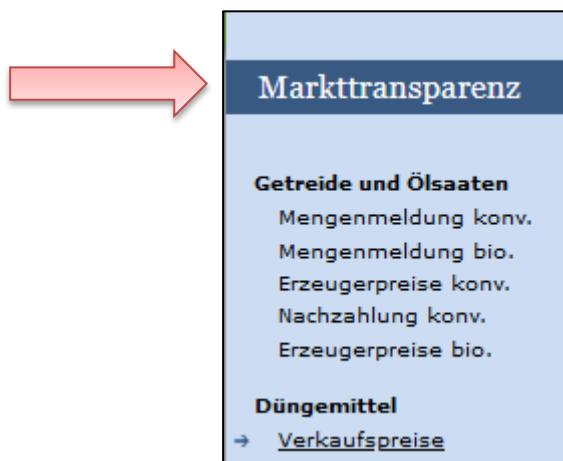 Markttransparenz
Getreide und Ölsaaten
Mengenmeldung konv.
Mengenmeldung bio.
Erzeugerpreise konv.
Nachzahlung konv.
Erzeugerpreise bio.
Düngemittel
Verkaufspreise